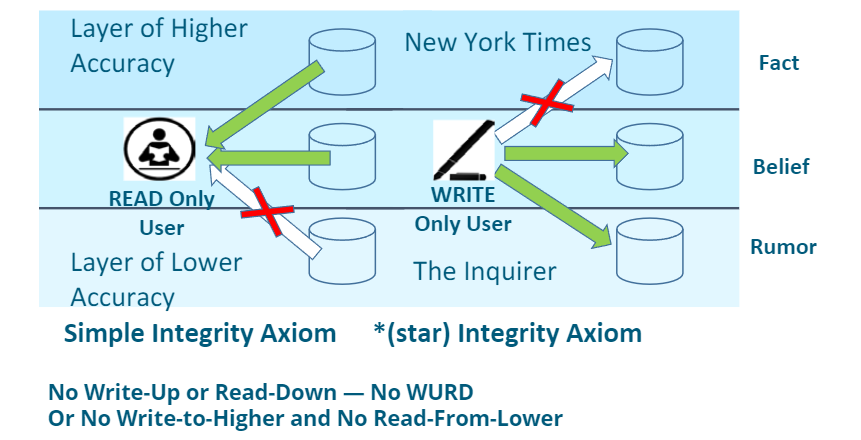 Layer of Higher
Accuracy
New York Times
Fact
READ Only
User
WRITE
Only User
Belief
Layer of Lower
Accuracy
The Inquirer
Rumor
Simple Integrity Axiom
*(star) Integrity Axiom
No Write-Up or Read-Down — No WURD
Or No Write-to-Higher and No Read-From-Lower